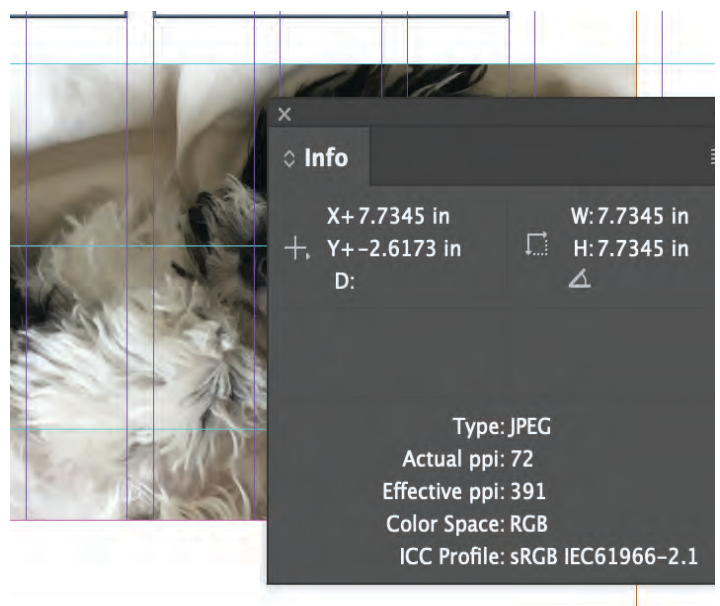 Info
X+7.7345 in
W:7.7345 in
Y+-2.6173 in
H:7.7345 in
D:
Type:JPEG
Actual ppi:72
Effective ppi:391
Color Space:RGB
ICC Profile:sRGB IEC61966-2.1